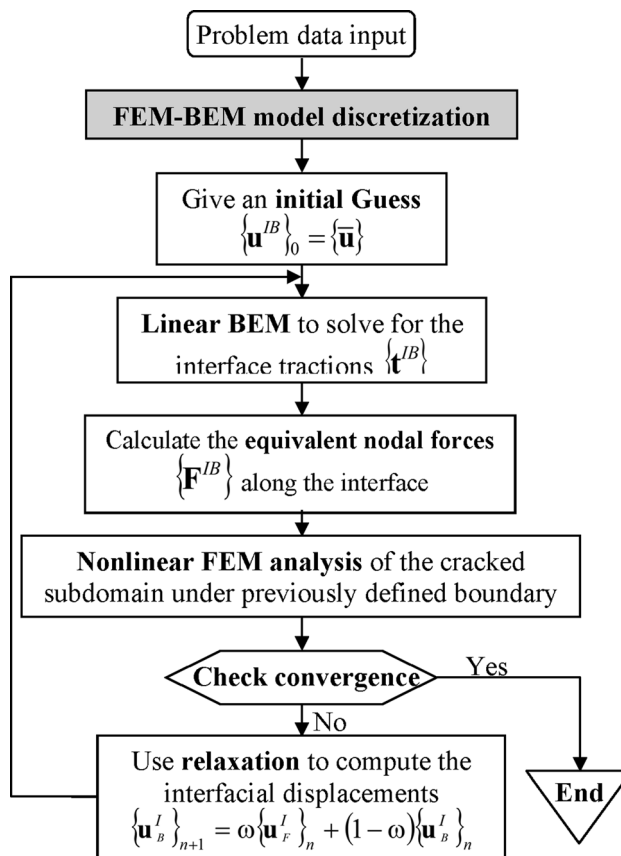 Problem data input
FEM-BEM model discretization
Give an initial Guess
{u^{IB}}_0 = {ū}
Linear BEM to solve for the
interface tractions {t^{IB}}
Calculate the equivalent nodal forces
{F^{IB}} along the interface
Nonlinear FEM analysis of the cracked
subdomain under previously defined boundary
Check convergence
Yes
No
Use relaxation to compute the
interfacial displacements
{u_B^I}_{n+1} = ω{u_F^I}_n + (1 − ω){u_B^I}_n
End